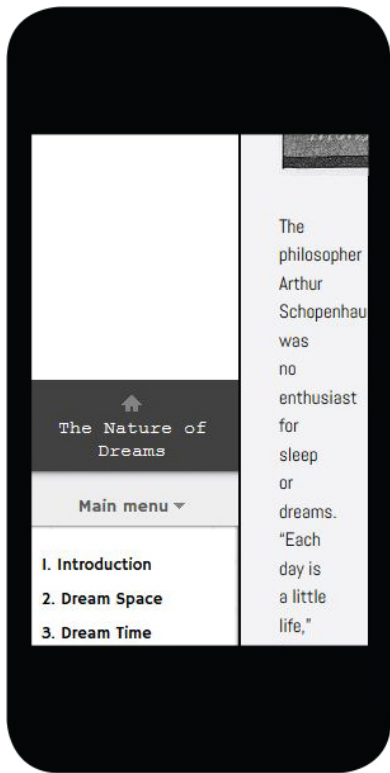 The Nature of
Dreams
Main menu
1. Introduction
2. Dream Space
3. Dream Time
The
philosopher
Arthur
Schopenhau
was
no
enthusiast
for
sleep
or
dreams.
“Each
day is
a little
life,”